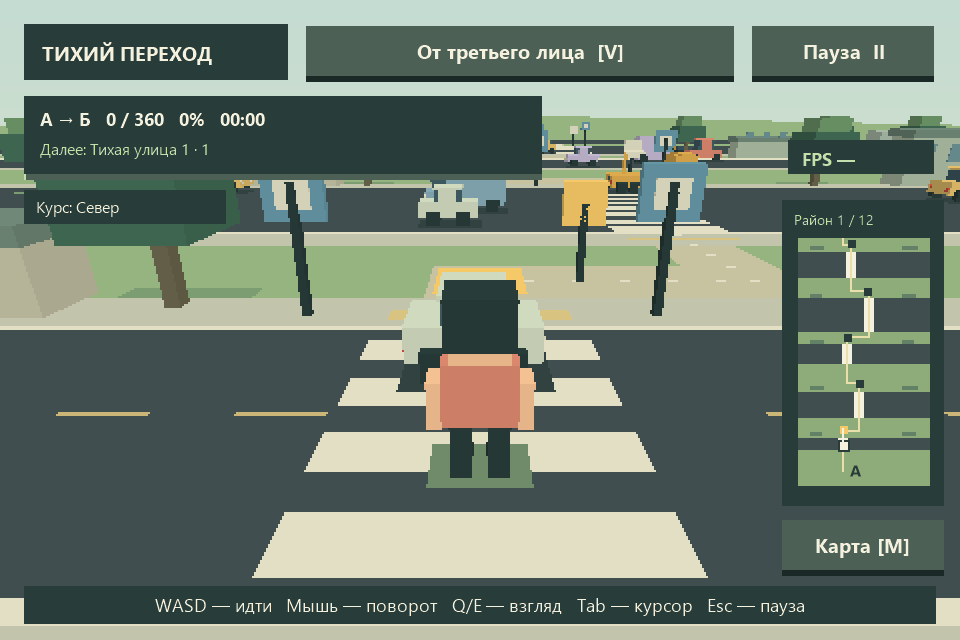 ТИХИЙ ПЕРЕХОД
От третьего лица [V]
Пауза II
А → Б 0 / 360 0% 00:00
Далее: Тихая улица 1 · 1
FPS —
Курс: Север
Район 1 / 12
А
Карта [M]
WASD — идти Мышь — поворот Q/E — взгляд Tab — курсор Esc — пауза